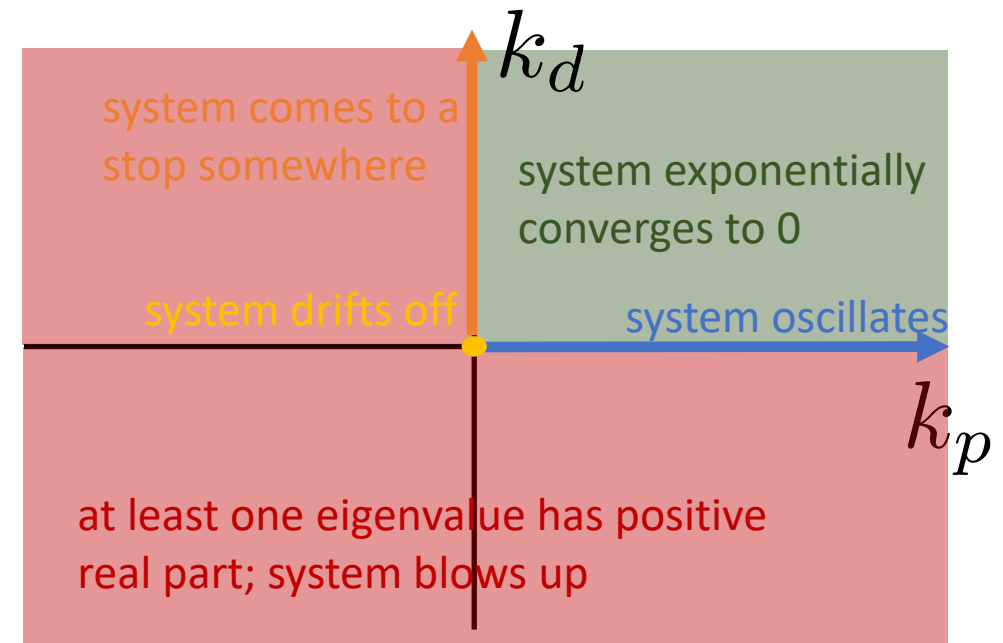 k_d
system comes to a
stop somewhere
system exponentially
converges to 0
system drifts off
system oscillates
k_p
at least one eigenvalue has positive
real part; system blows up